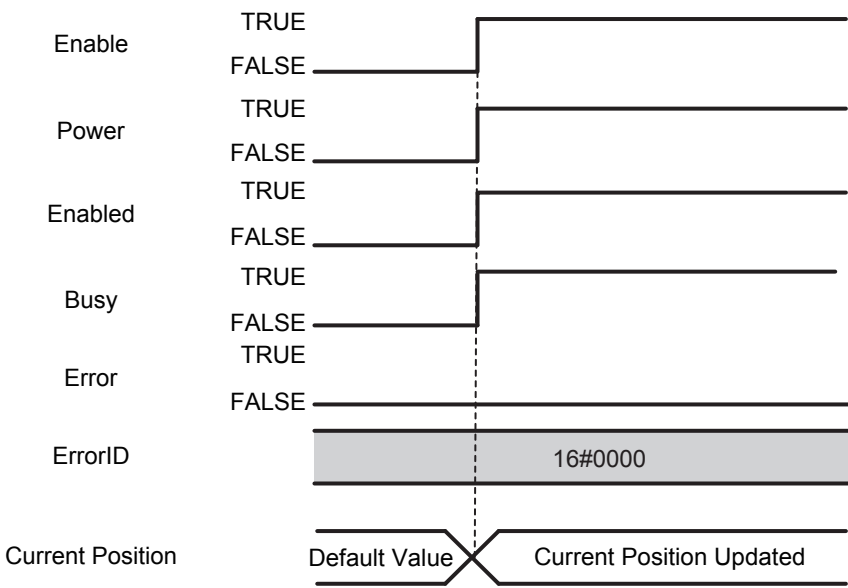 TRUE
Enable
FALSE
TRUE
Power
FALSE
TRUE
Enabled
FALSE
TRUE
Busy
FALSE
TRUE
Error
FALSE
ErrorID 16#0000
Current Position Default Value Current Position Updated